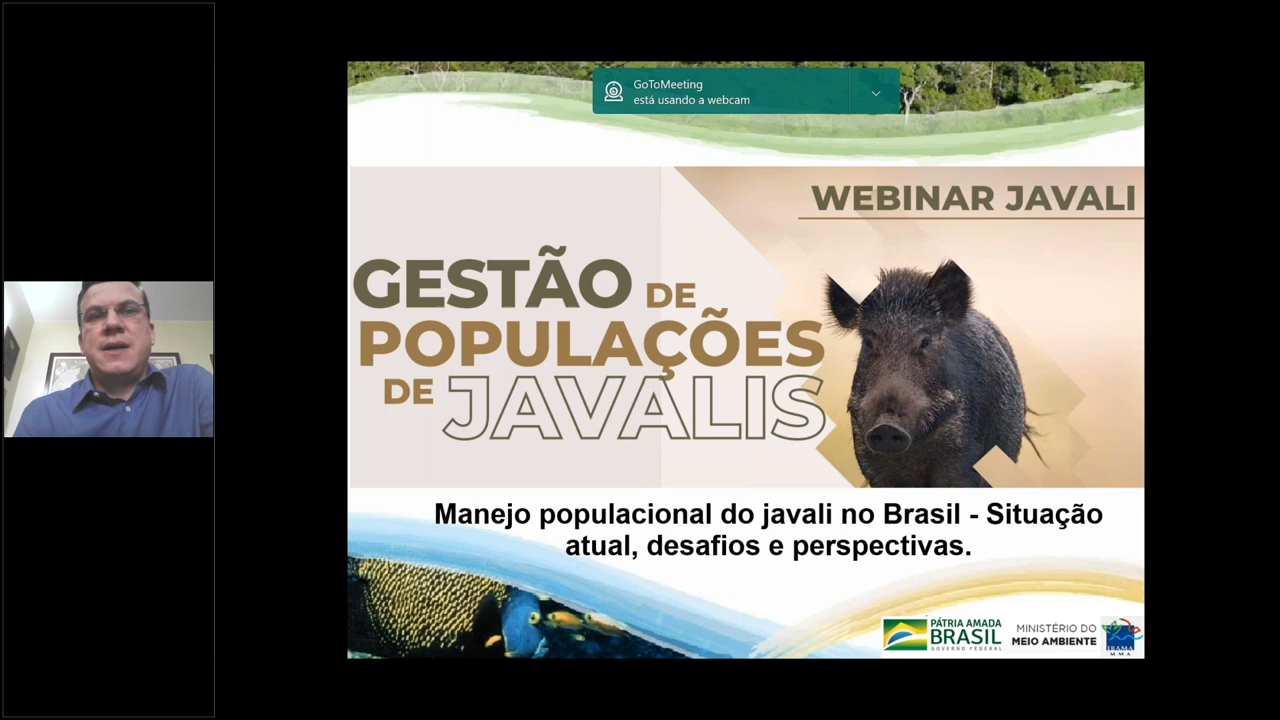 GoToMeeting
está usando a webcam
WEBINAR JAVALI
GESTÃO DE
POPULAÇÕES
DE JAVALIS
Manejo populacional do javali no Brasil - Situação
atual, desafios e perspectivas.
PÁTRIA AMADA
BRASIL
GOVERNO FEDERAL
MINISTÉRIO DO
MEIO AMBIENTE
IBAMA
MMA